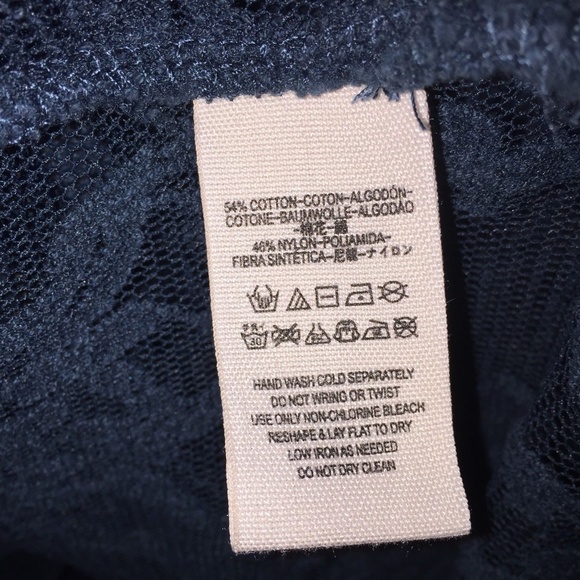 54% COTTON-COTON-ALGODÓN-
COTONE-BAUMWOLLE-ALGODÃO
-棉花-綿
46% NYLON-POLIAMIDA-
FIBRA SINTÉTICA-尼龍-ナイロン
30
HAND WASH COLD SEPARATELY
DO NOT WRING OR TWIST
USE ONLY NON-CHLORINE BLEACH
RESHAPE & LAY FLAT TO DRY
LOW IRON AS NEEDED
DO NOT DRY CLEAN